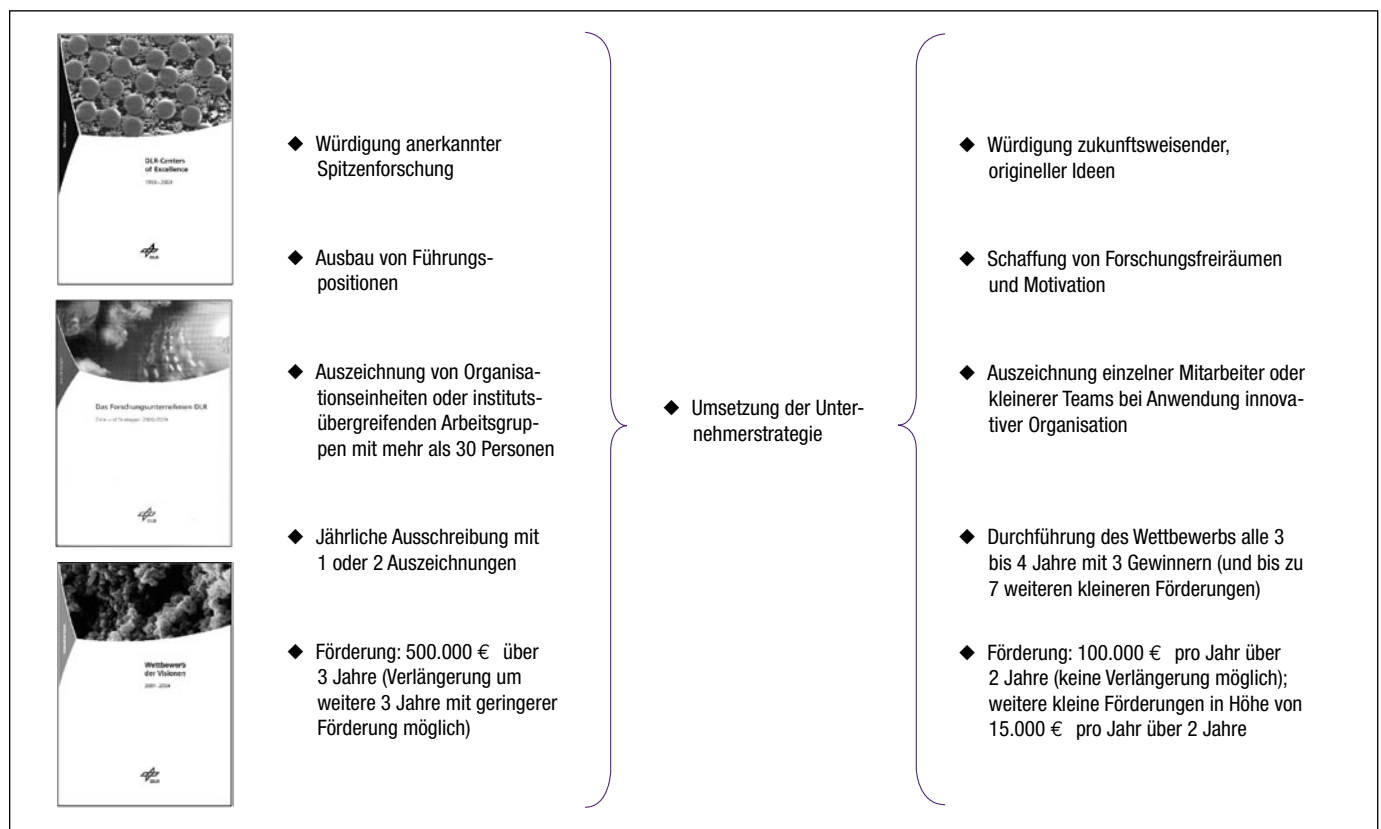 DLR-Centers
of Excellence
DLR
Das Forschungsunternehmen DLR
DLR
Wettbewerb
der Visionen
DLR
◆ Würdigung anerkannter
Spitzenforschung
◆ Ausbau von Führungs-
positionen
◆ Auszeichnung von Organisa-
tionseinheiten oder instituts-
übergreifenden Arbeitsgrup-
pen mit mehr als 30 Personen
◆ Jährliche Ausschreibung mit
1 oder 2 Auszeichnungen
◆ Förderung: 500.000 € über
3 Jahre (Verlängerung um
weitere 3 Jahre mit geringerer
Förderung möglich)
◆ Umsetzung der Unter-
nehmerstrategie
◆ Würdigung zukunftsweisender,
origineller Ideen
◆ Schaffung von Forschungsfreiräumen
und Motivation
◆ Auszeichnung einzelner Mitarbeiter oder
kleinerer Teams bei Anwendung innova-
tiver Organisation
◆ Durchführung des Wettbewerbs alle 3
bis 4 Jahre mit 3 Gewinnern (und bis zu
7 weiteren kleineren Förderungen)
◆ Förderung: 100.000 € pro Jahr über
2 Jahre (keine Verlängerung möglich);
weitere kleine Förderungen in Höhe von
15.000 € pro Jahr über 2 Jahre